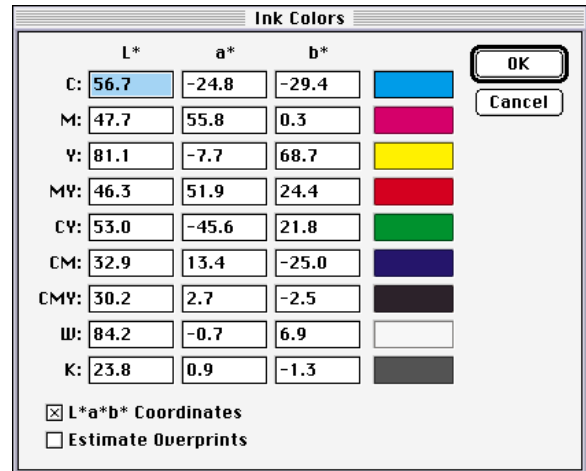 Ink Colors
L* a* b*
OK
C: 56.7 -24.8 -29.4
Cancel
M: 47.7 55.8 0.3
Y: 81.1 -7.7 68.7
MY: 46.3 51.9 24.4
CY: 53.0 -45.6 21.8
CM: 32.9 13.4 -25.0
CMY: 30.2 2.7 -2.5
W: 84.2 -0.7 6.9
K: 23.8 0.9 -1.3
L*a*b* Coordinates
Estimate Overprints